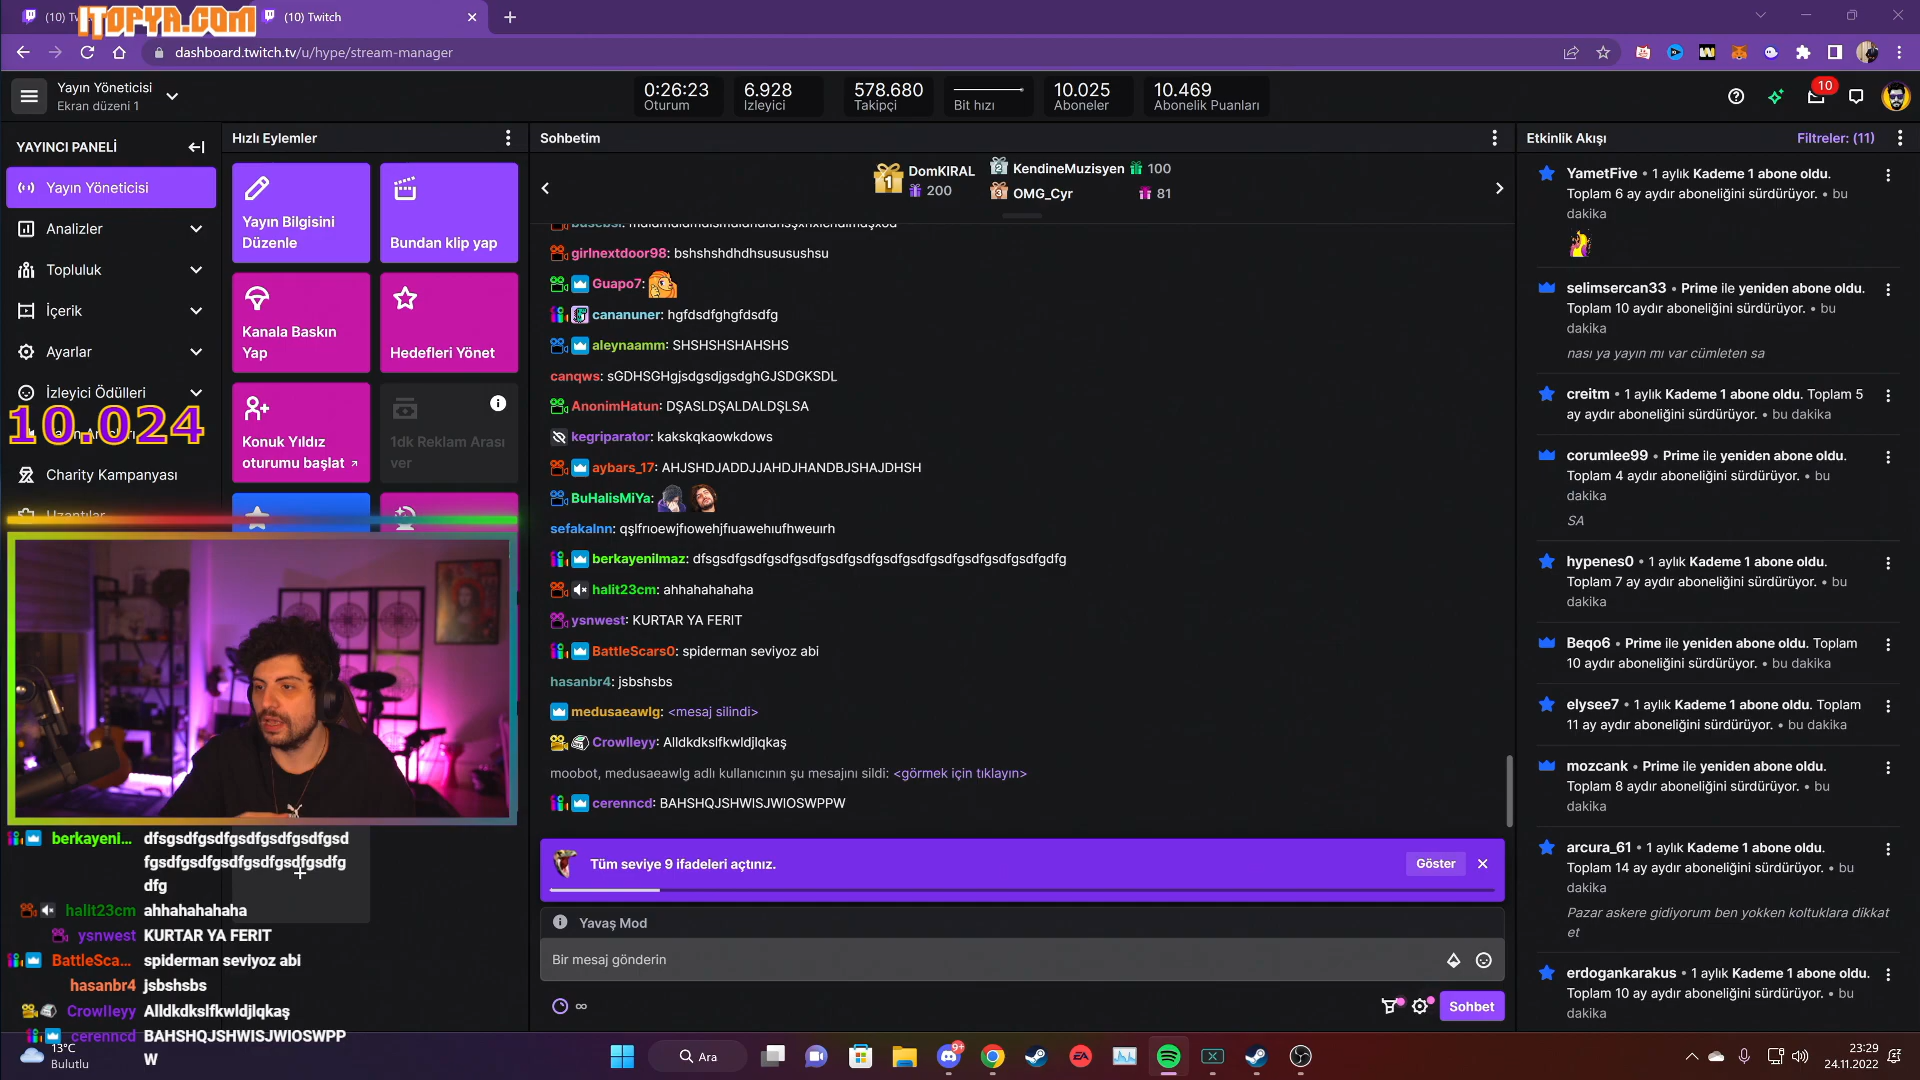 (10) Tw
ITOPYA.COM
(10) Twitch
dashboard.twitch.tv/u/hype/stream-manager
Yayın Yöneticisi
Ekran düzeni 1
0:26:23
Oturum
6.928
İzleyici
578.680
Takipçi
Bit hızı
10.025
Aboneler
10.469
Abonelik Puanları
10
YAYINCI PANELİ
Yayın Yöneticisi
Analizler
Topluluk
İçerik
Ayarlar
İzleyici Ödülleri
10.024
Charity Kampanyası
Uzantılar
Hızlı Eylemler
Yayın Bilgisini
Düzenle
Bundan klip yap
Kanala Baskın
Yap
Hedefleri Yönet
Konuk Yıldız
oturumu başlat
1dk Reklam Arası
ver
berkayeni... dfsgsdfgsdfgsdfgsdfgsdfgsd
fgsdfgsdfgsdfgsdfgsdfgsdfg
dfg
halit23cm ahhahahahaha
ysnwest KURTAR YA FERIT
BattleSca... spiderman seviyoz abi
hasanbr4 jsbshsbs
Crowlleyy Alldkdkslfkwldjlqkaş
cerenncd BAHSHQJSHWISJWIOSWPP
W
Sohbetim
1
DomKIRAL
200
2
KendineMuzisyen 100
3
OMG_Cyr 81
girlnextdoor98: bshshshdhdhsusususհsu
Guapo7:
cananuner: hgfdsdfghgfdsdfg
aleynaamm: SHSHSHSHAHSHS
canqws: sGDHSGHgjsdgsdjgsdghGJSDGKSDL
AnonimHatun: DŞASLDŞALDALDŞLSA
kegriparator: kakskqkaowkdows
aybars_17: AHJSHDJADDJJAHDJHANDBJSHAJDHSH
BuHalisMiYa:
sefakalnn: qşlfrıoewjfıowehjfıuawehıufhweuırh
berkayenilmaz: dfsgsdfgsdfgsdfgsdfgsdfgsdfgsdfgsdfgsdfgsdfgsdfgsdfgdfg
halit23cm: ahhahahahaha
ysnwest: KURTAR YA FERIT
BattleScars0: spiderman seviyoz abi
hasanbr4: jsbshsbs
medusaeawlg: <mesaj silindi>
Crowlleyy: Alldkdkslfkwldjlqkaş
moobot, medusaeawlg adlı kullanıcının şu mesajını sildi: <görmek için tıklayın>
cerenncd: BAHSHQJSHWISJWIOSWPPW
Tüm seviye 9 ifadeleri açtınız.
Göster
Yavaş Mod
Bir mesaj gönderin
∞
Sohbet
Etkinlik Akışı
Filtreler: (11)
YametFive • 1 aylık Kademe 1 abone oldu.
Toplam 6 ay aydır aboneliğini sürdürüyor. • bu
dakika
selimsercan33 • Prime ile yeniden abone oldu.
Toplam 10 aydır aboneliğini sürdürüyor. • bu
dakika
nası ya yayın mı var cümleten sa
creitm • 1 aylık Kademe 1 abone oldu. Toplam 5
ay aydır aboneliğini sürdürüyor. • bu dakika
corumlee99 • Prime ile yeniden abone oldu.
Toplam 4 aydır aboneliğini sürdürüyor. • bu
dakika
SA
hypenes0 • 1 aylık Kademe 1 abone oldu.
Toplam 7 ay aydır aboneliğini sürdürüyor. • bu
dakika
Beqo6 • Prime ile yeniden abone oldu. Toplam
10 aydır aboneliğini sürdürüyor. • bu dakika
elysee7 • 1 aylık Kademe 1 abone oldu. Toplam
11 ay aydır aboneliğini sürdürüyor. • bu dakika
mozcank • Prime ile yeniden abone oldu.
Toplam 8 aydır aboneliğini sürdürüyor. • bu
dakika
arcura_61 • 1 aylık Kademe 1 abone oldu.
Toplam 14 ay aydır aboneliğini sürdürüyor. • bu
dakika
Pazar askere gidiyorum ben yokken koltuklara dikkat
et
erdogankarakus • 1 aylık Kademe 1 abone oldu.
Toplam 10 ay aydır aboneliğini sürdürüyor. • bu
dakika
13°C
Bulutlu
Ara
9+
EA
23:29
24.11.2022